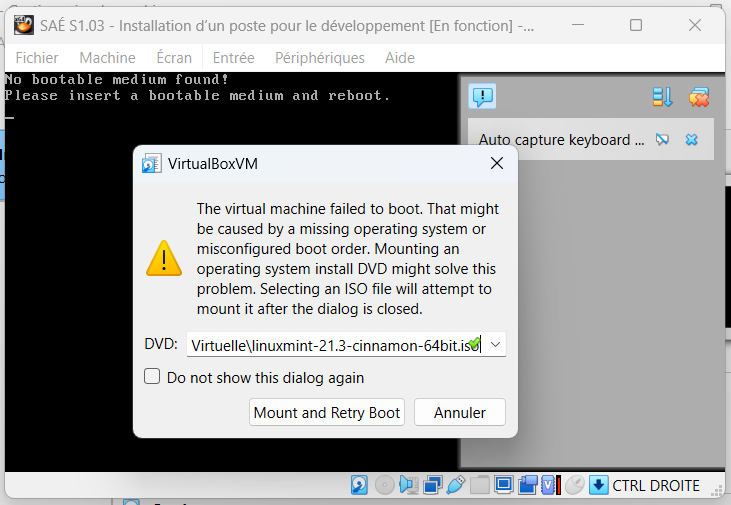 SAÉ S1.03 - Installation d'un poste pour le développement [En fonction] -...
Fichier Machine Écran Entrée Périphériques Aide
No bootable medium found!
Please insert a bootable medium and reboot.
_
Auto capture keyboard ...
VirtualBoxVM
The virtual machine failed to boot. That might
be caused by a missing operating system or
misconfigured boot order. Mounting an
operating system install DVD might solve this
problem. Selecting an ISO file will attempt to
mount it after the dialog is closed.
DVD: Virtuelle\linuxmint-21.3-cinnamon-64bit.iso
Do not show this dialog again
Mount and Retry Boot Annuler
CTRL DROITE